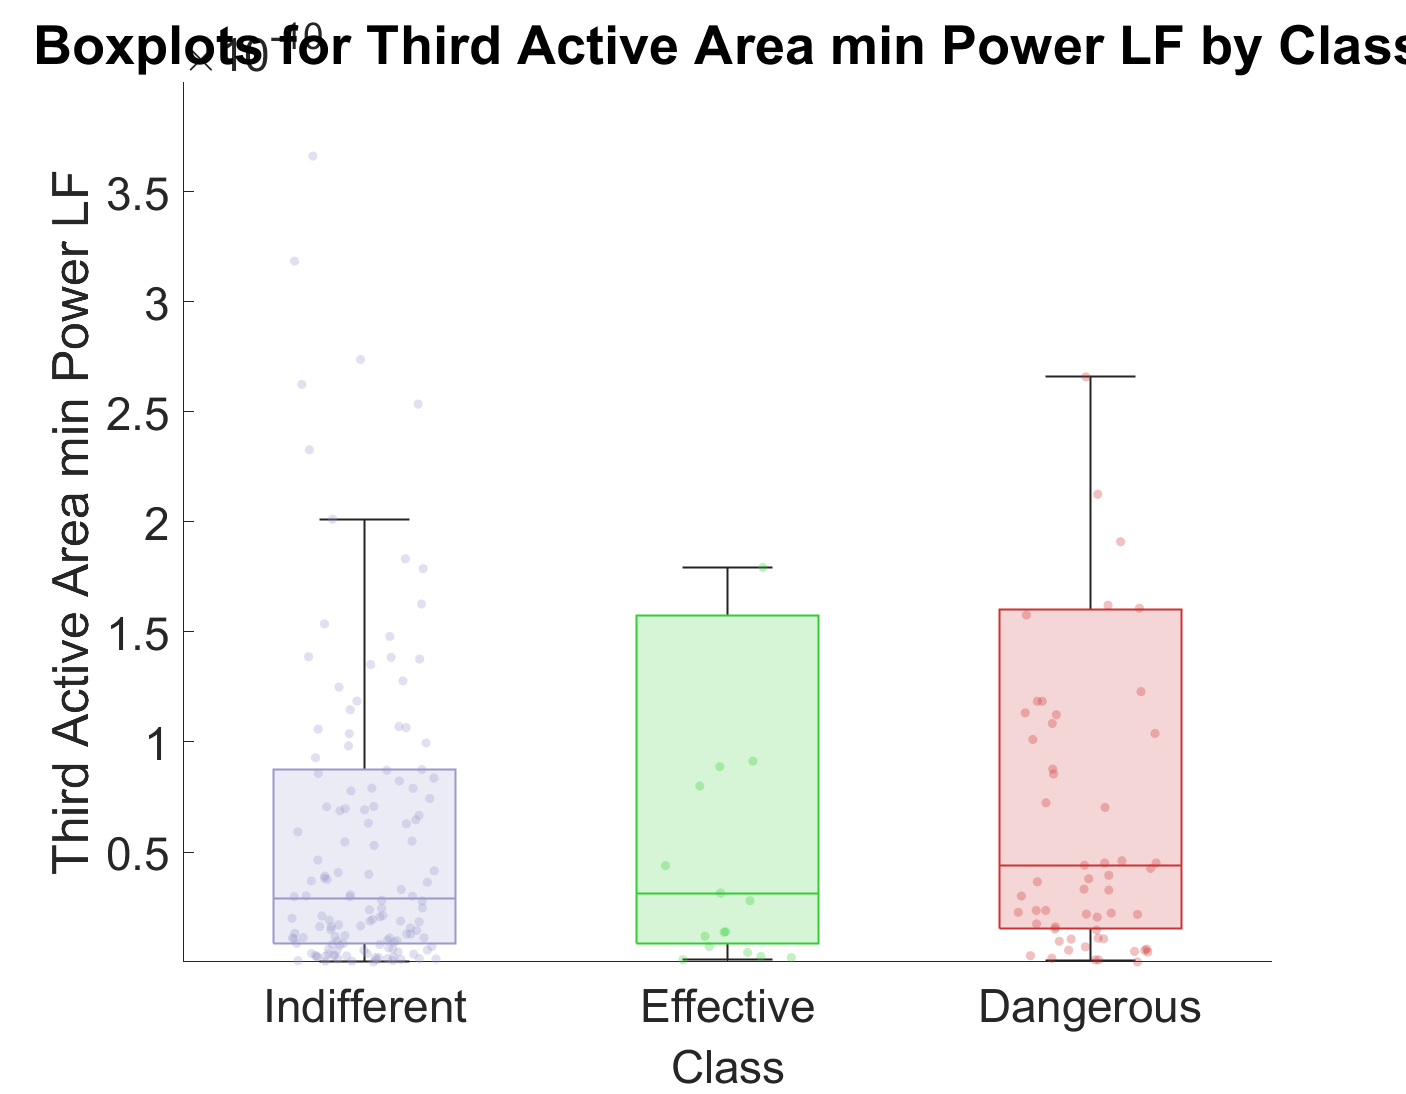 Boxplots for Third Active Area min Power LF by Class
× 10⁻¹⁰
Third Active Area min Power LF
3.5
3
2.5
2
1.5
1
0.5
Indifferent Effective Dangerous
Class